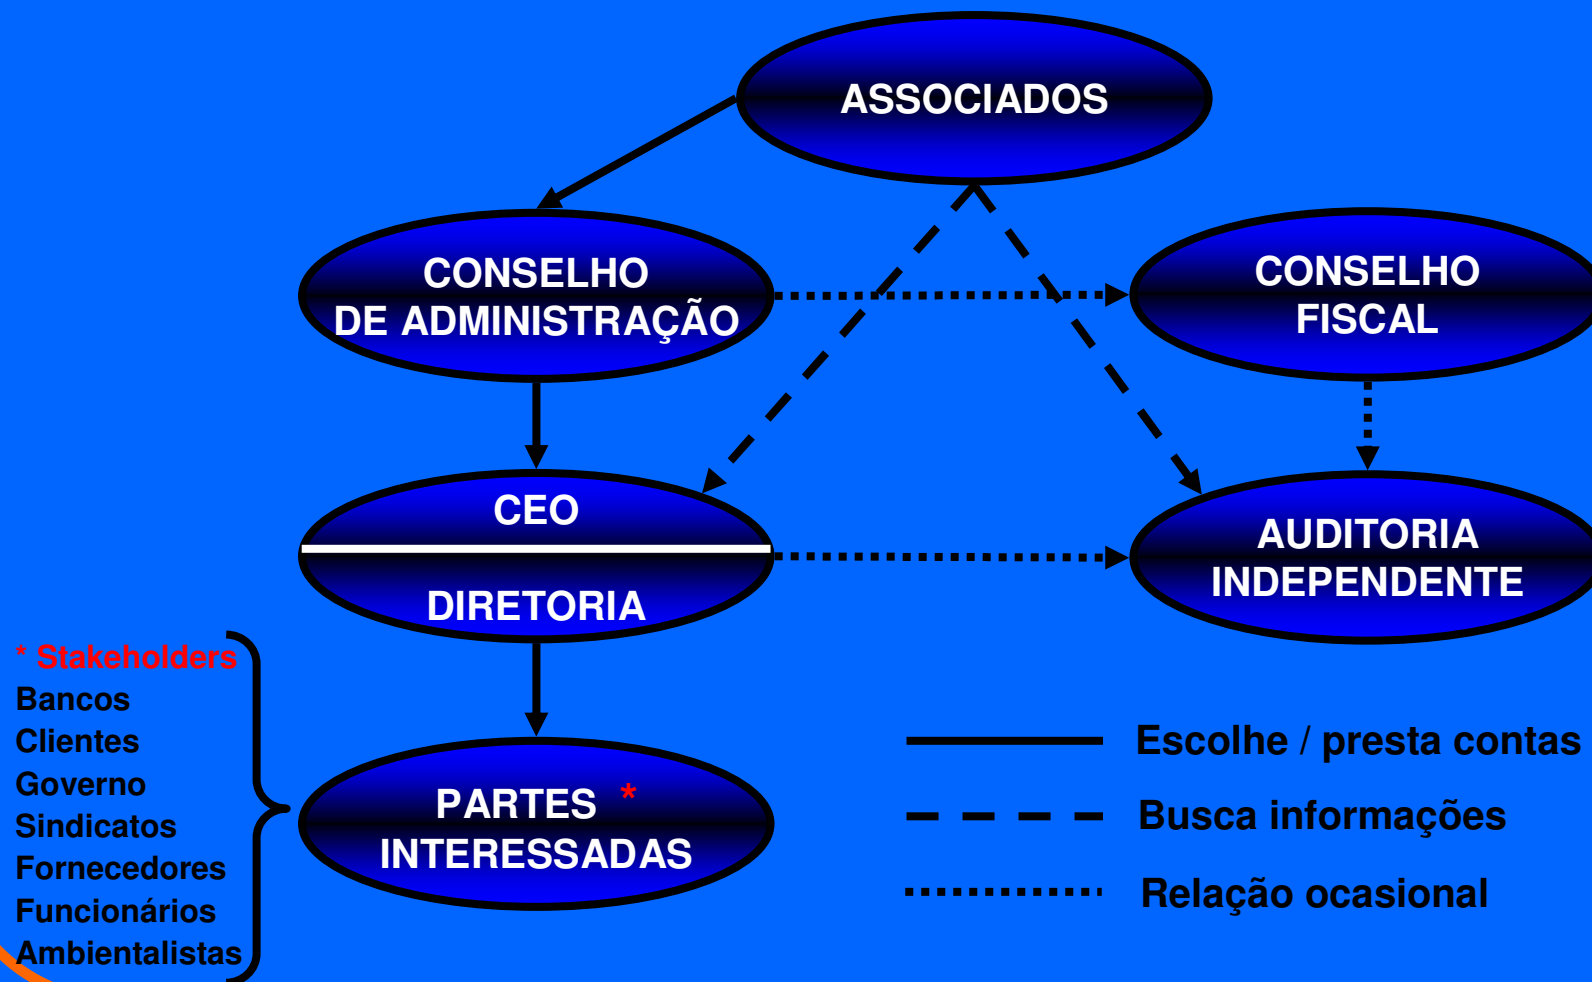 ASSOCIADOS
CONSELHO
DE ADMINISTRAÇÃO
CONSELHO
FISCAL
CEO
DIRETORIA
AUDITORIA
INDEPENDENTE
* Stakeholders
Bancos
Clientes
Governo
Sindicatos
Fornecedores
Funcionários
Ambientalistas
PARTES *
INTERESSADAS
Escolhe / presta contas
Busca informações
Relação ocasional